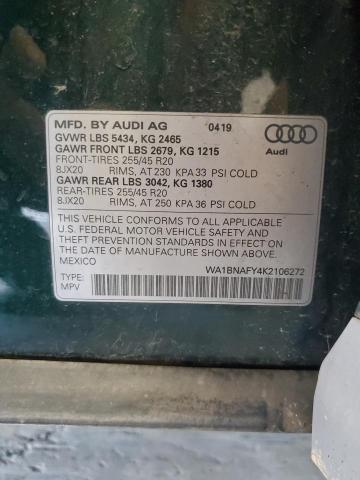 MFD. BY AUDI AG 0419
GVWR LBS 5434, KG 2465
GAWR FRONT LBS 2679, KG 1215
FRONT-TIRES 255/45 R20
8JX20 RIMS, AT 230 KPA 33 PSI COLD
GAWR REAR LBS 3042, KG 1380
REAR-TIRES 255/45 R20
8JX20 RIMS, AT 250 KPA 36 PSI COLD
Audi
THIS VEHICLE CONFORMS TO ALL APPLICABLE
U.S. FEDERAL MOTOR VEHICLE SAFETY AND
THEFT PREVENTION STANDARDS IN EFFECT ON
THE DATE OF MANUFACTURE SHOWN ABOVE.
MEXICO WA1BNAFY4K2106272
TYPE:
MPV